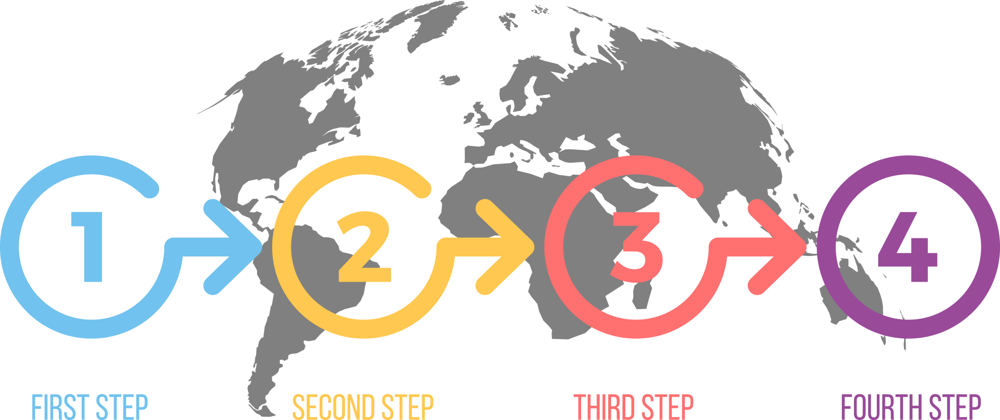 1
2
3
4
FIRST STEP
SECOND STEP
THIRD STEP
FOURTH STEP